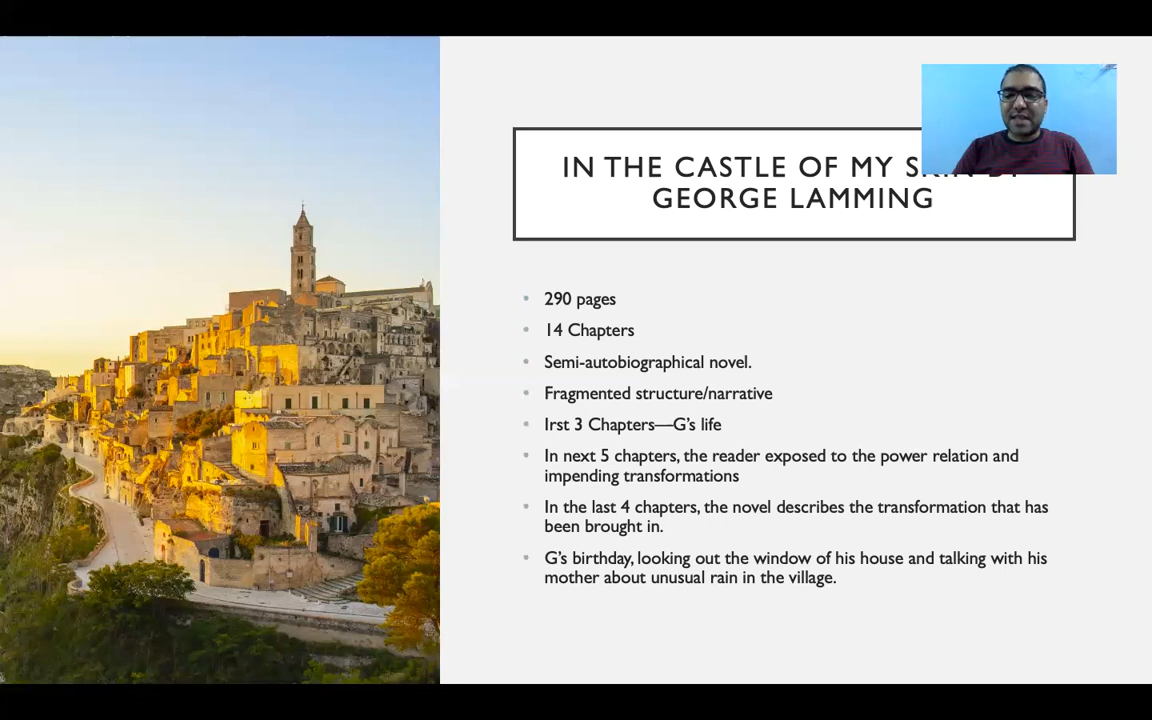 IN THE CASTLE OF MY
GEORGE LAMMING
290 pages
14 Chapters
Semi-autobiographical novel.
Fragmented structure/narrative
Irst 3 Chapters—G's life
In next 5 chapters, the reader exposed to the power relation and
impending transformations
In the last 4 chapters, the novel describes the transformation that has
been brought in.
G's birthday, looking out the window of his house and talking with his
mother about unusual rain in the village.